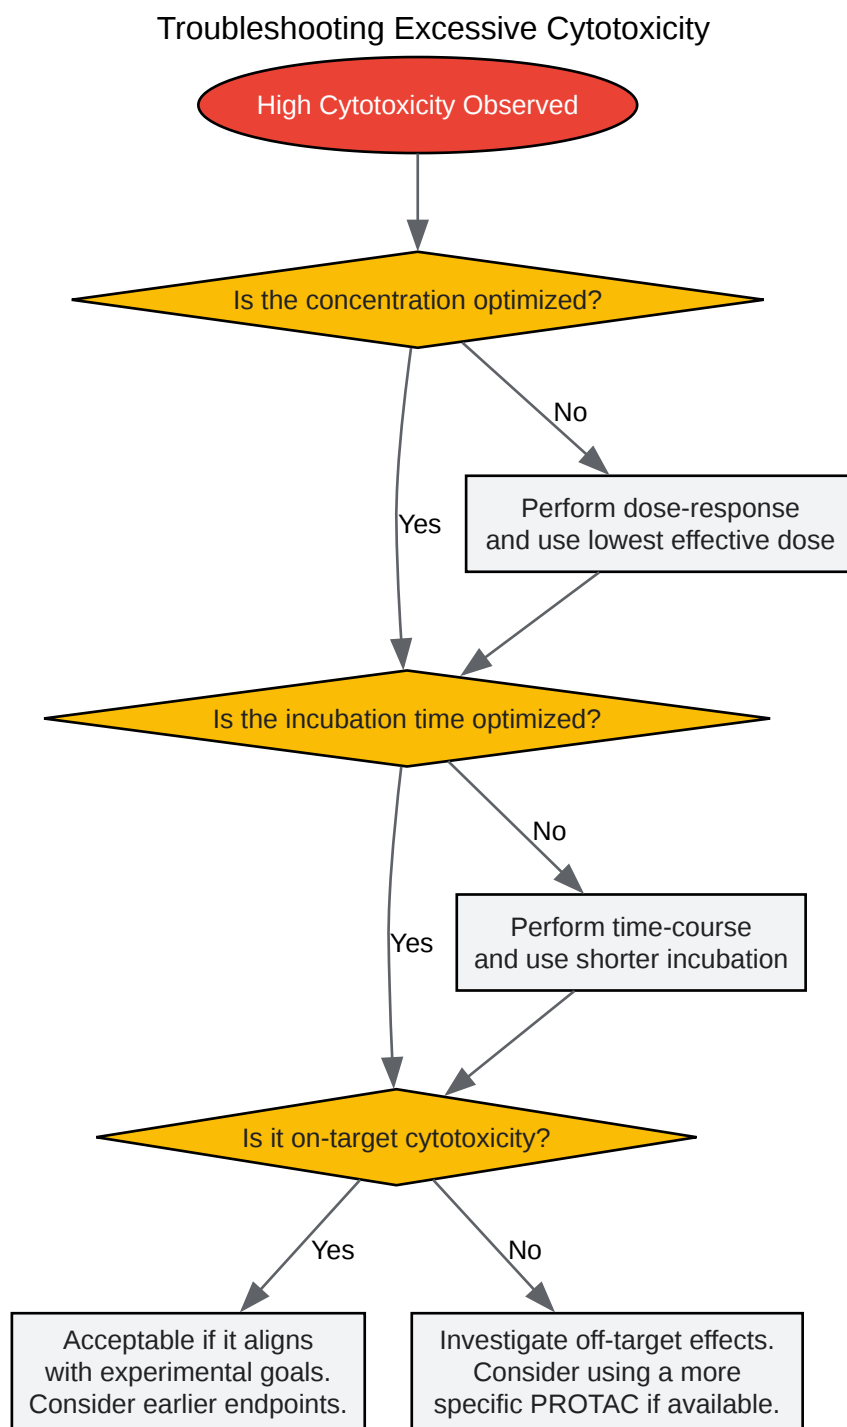 Troubleshooting Excessive Cytotoxicity
High Cytotoxicity Observed
Is the concentration optimized?
No
Yes
Perform dose-response
and use lowest effective dose
Is the incubation time optimized?
No
Yes
Perform time-course
and use shorter incubation
Is it on-target cytotoxicity?
Yes
No
Acceptable if it aligns
with experimental goals.
Consider earlier endpoints.
Investigate off-target effects.
Consider using a more
specific PROTAC if available.